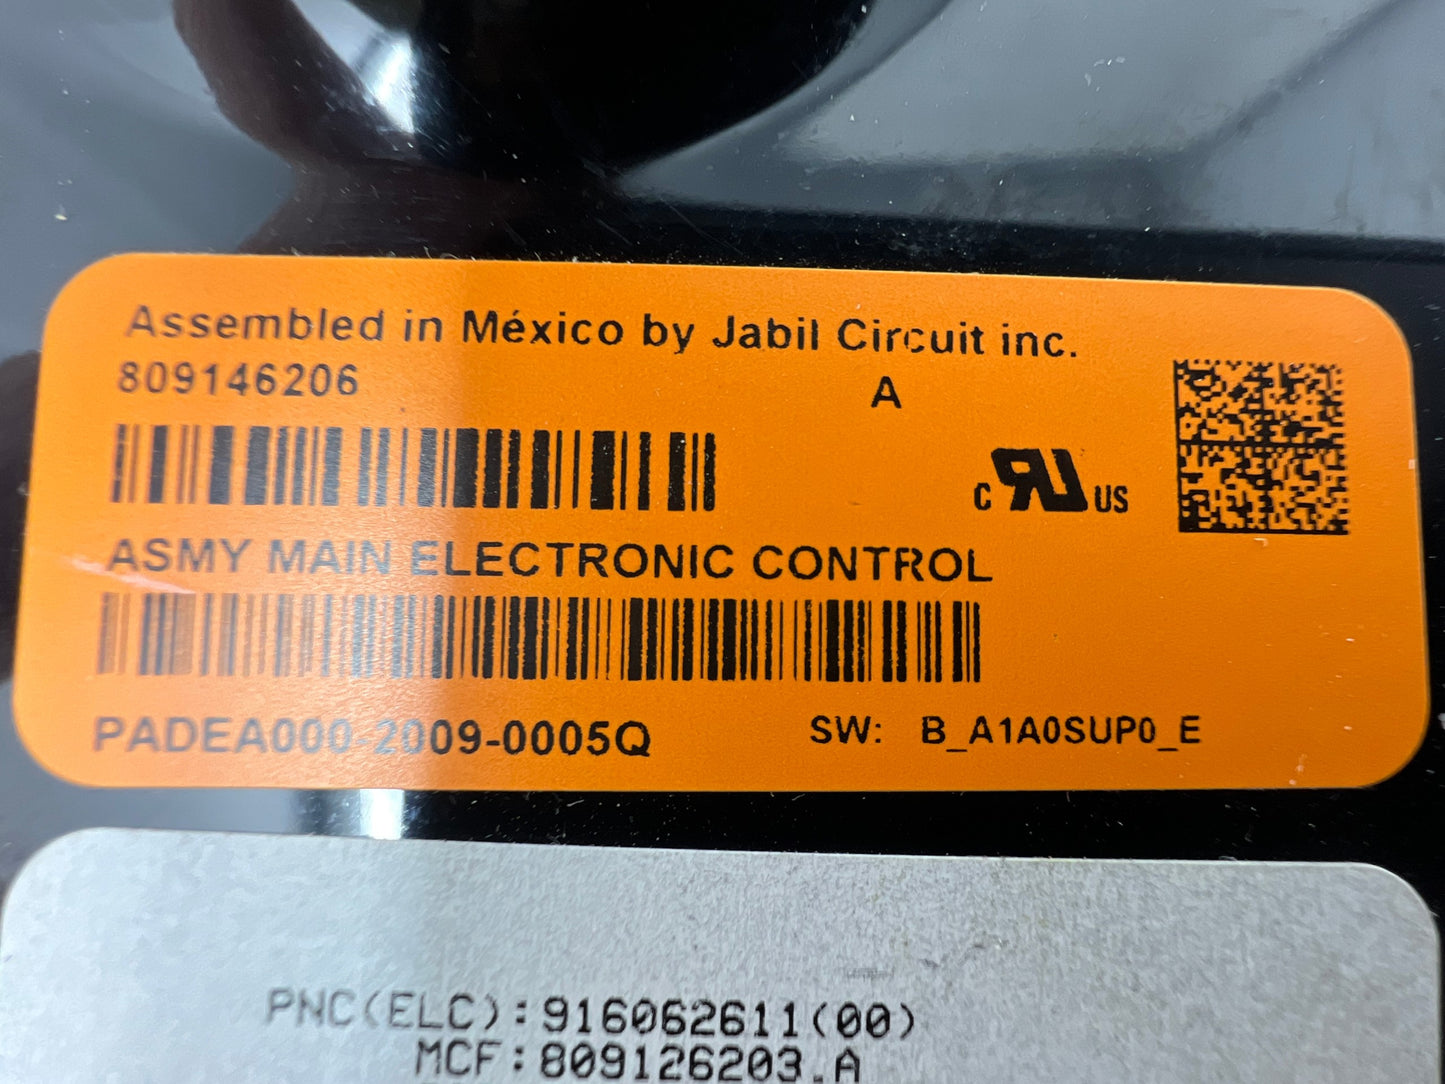 Assembled in México by Jabil Circuit inc.
809146206
A
c RU US
ASMY MAIN ELECTRONIC CONTROL
PADEA000-2009-0005Q
SW: B_A1A0SUP0_E
PNC(ELC):916062611(00)
MCF:809126203.A